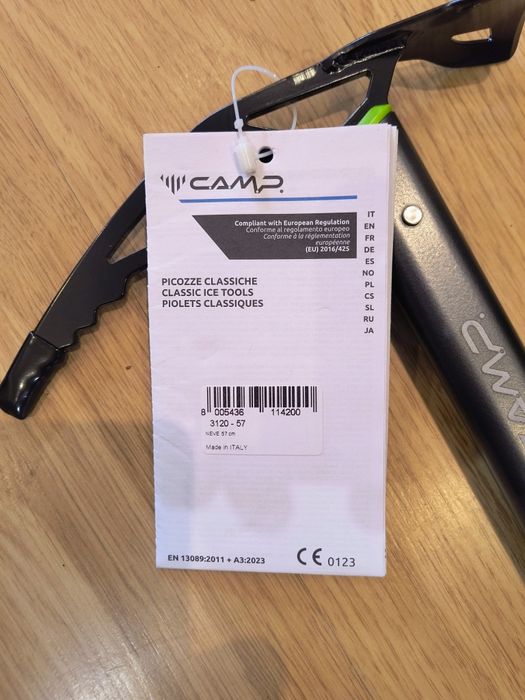 CAMP.
Compliant with European Regulation
Conforme al regolamento europeo
Conforme à la réglementation
européenne
(EU) 2016/425
IT
EN
FR
DE
ES
NO
PL
CS
SL
RU
JA
PICOZZE CLASSICHE
CLASSIC ICE TOOLS
PIOLETS CLASSIQUES
8 005436 114200
3120 - 57
NEVE 57 cm
Made in ITALY
EN 13089:2011 + A3:2023
CE 0123
AMP.